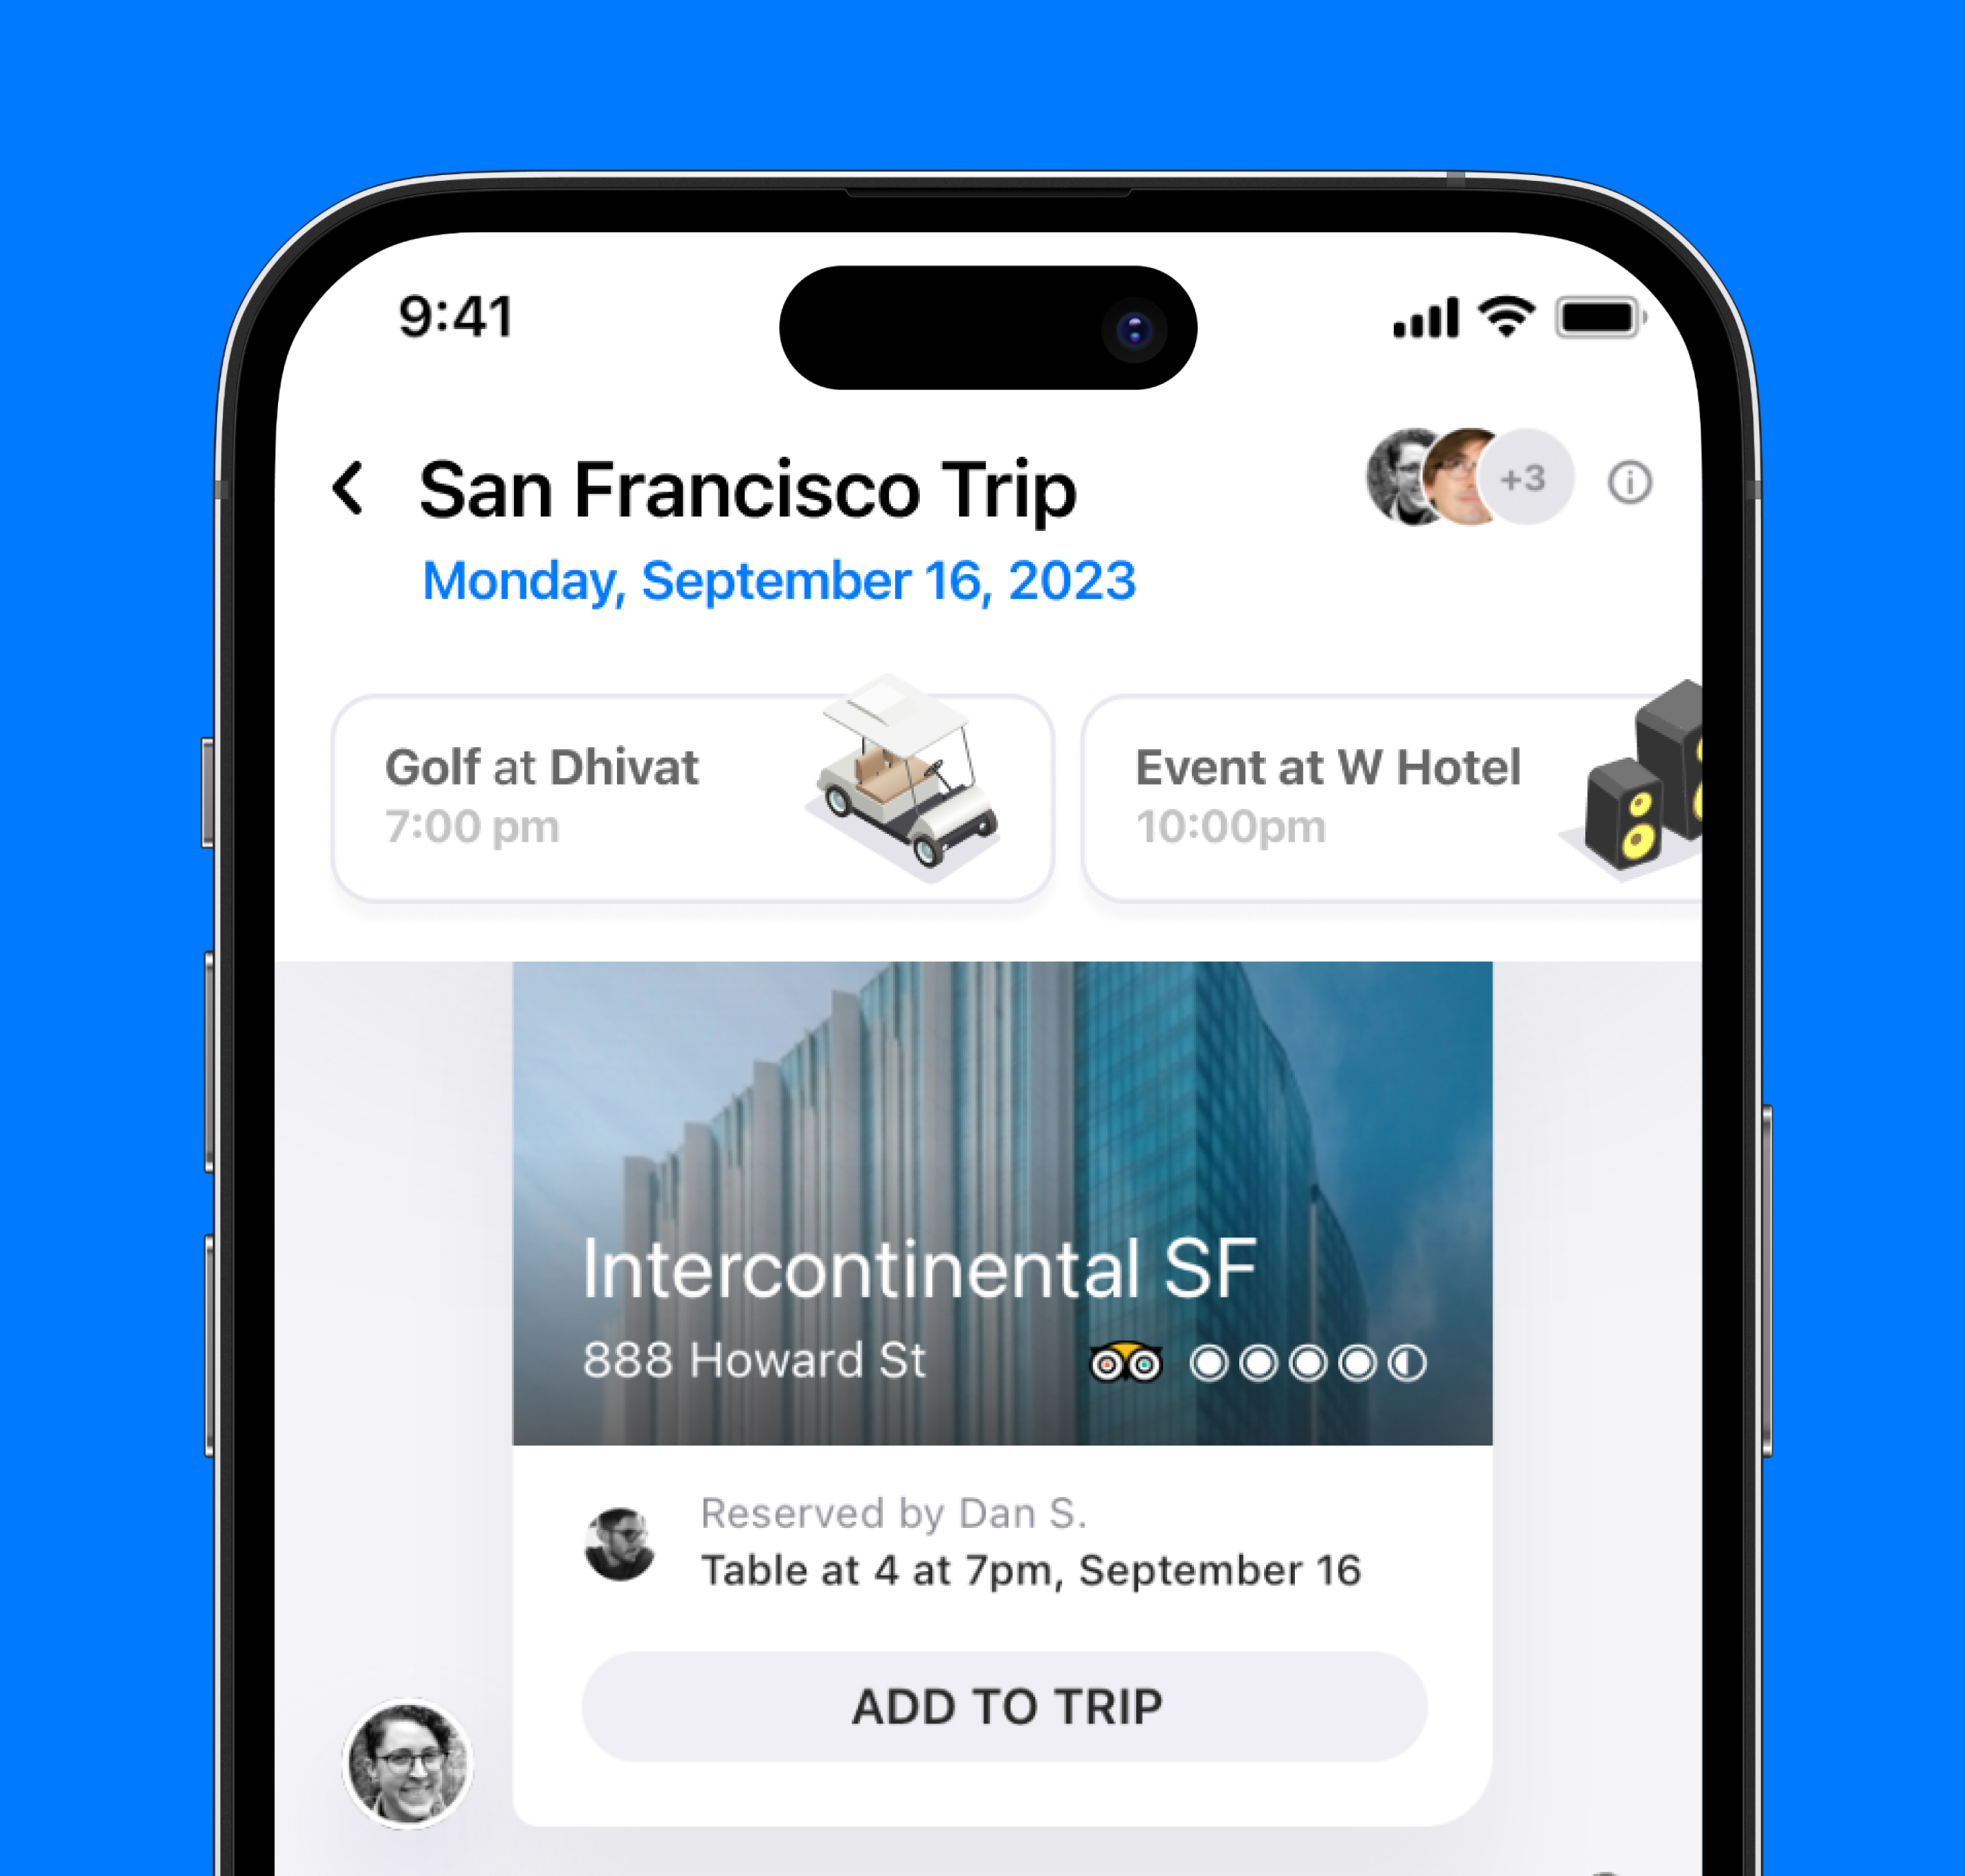 9:41
San Francisco Trip
+3
Monday, September 16, 2023
Golf at Dhivat
7:00 pm
Event at W Hotel
10:00pm
Intercontinental SF
888 Howard St
Reserved by Dan S.
Table at 4 at 7pm, September 16
ADD TO TRIP